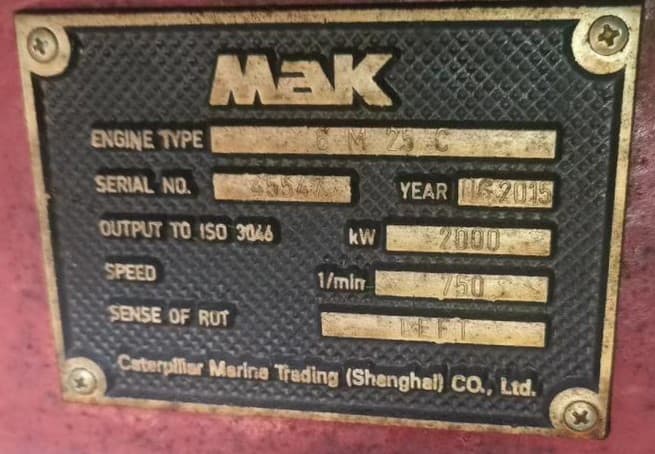 MaK
ENGINE TYPE 6 M 25 C
SERIAL NO. YEAR 2015
OUTPUT TO ISO 3046 kW 2000
SPEED 1/min 750
SENSE OF ROT LEFT
Caterpillar Marine Trading (Shanghai) CO., Ltd.